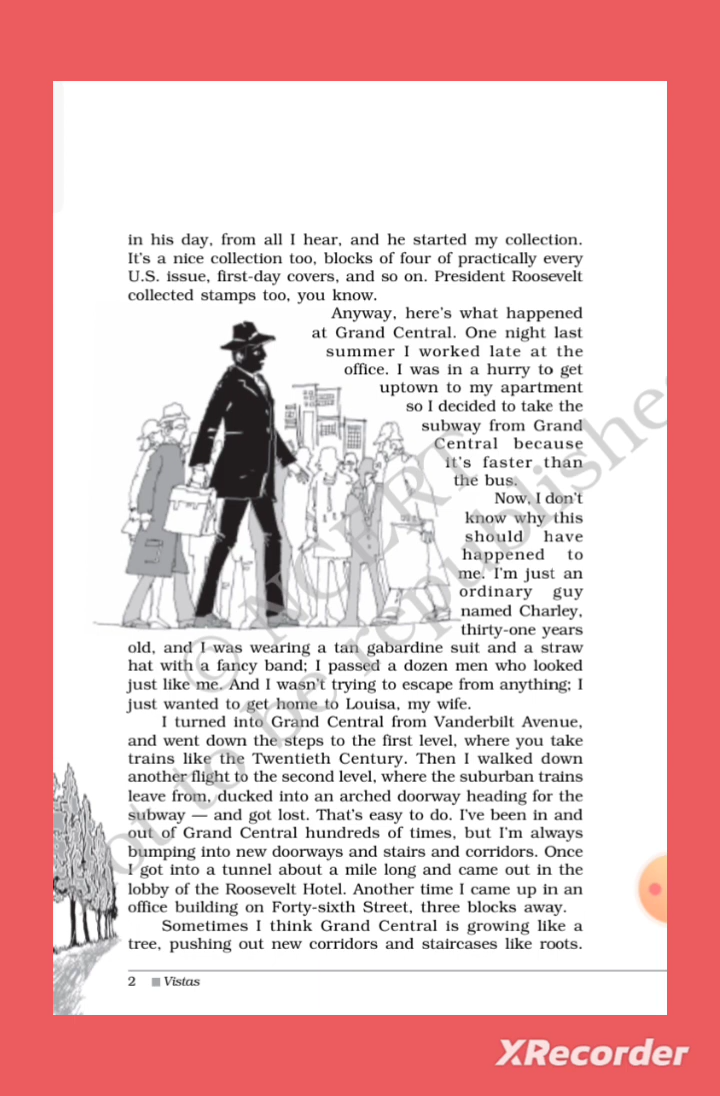 in his day, from all I hear, and he started my collection.
It's a nice collection too, blocks of four of practically every
U.S. issue, first-day covers, and so on. President Roosevelt
collected stamps too, you know.
Anyway, here's what happened
at Grand Central. One night last
summer I worked late at the
office. I was in a hurry to get
uptown to my apartment
so I decided to take the
subway from Grand
Central because
it's faster than
the bus.
Now, I don't
know why this
should have
happened to
me. I'm just an
ordinary guy
named Charley,
thirty-one years
old, and I was wearing a tan gabardine suit and a straw
hat with a fancy band; I passed a dozen men who looked
just like me. And I wasn't trying to escape from anything; I
just wanted to get home to Louisa, my wife.
I turned into Grand Central from Vanderbilt Avenue,
and went down the steps to the first level, where you take
trains like the Twentieth Century. Then I walked down
another flight to the second level, where the suburban trains
leave from, ducked into an arched doorway heading for the
subway — and got lost. That's easy to do. I've been in and
out of Grand Central hundreds of times, but I'm always
bumping into new doorways and stairs and corridors. Once
I got into a tunnel about a mile long and came out in the
lobby of the Roosevelt Hotel. Another time I came up in an
office building on Forty-sixth Street, three blocks away.
Sometimes I think Grand Central is growing like a
tree, pushing out new corridors and staircases like roots.
2 Vistas
© NCERT
not to be republished
XRecorder